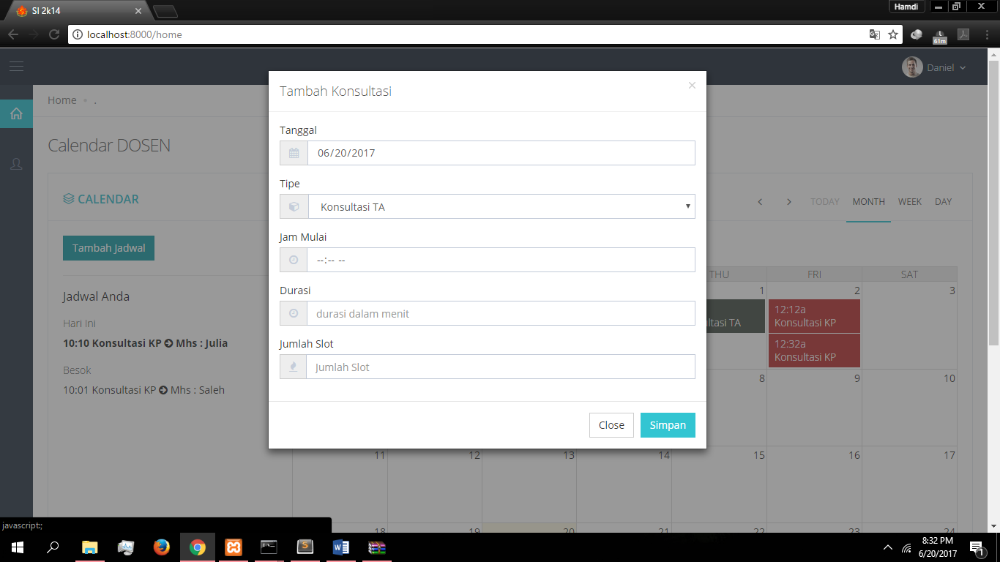 SI 2k14
Hamdi
localhost:8000/home
61m
Daniel
Home
.
Calendar DOSEN
CALENDAR
TODAY MONTH WEEK DAY
Tambah Jadwal
Jadwal Anda
Hari Ini
10:10 Konsultasi KP Mhs : Julia
Besok
10:01 Konsultasi KP Mhs : Saleh
Tambah Konsultasi
×
Tanggal
06/20/2017
Tipe
Konsultasi TA
Jam Mulai
--:-- --
Durasi
durasi dalam menit
Jumlah Slot
Jumlah Slot
Close Simpan
THU FRI SAT
1 2 3
12:12a
Konsultasi KP
ltasi TA
12:32a
Konsultasi KP
8 9 10
11 12 13 14 15 16 17
18 19 20 21 22 23 24
javascript:;
8:32 PM
6/20/2017
1